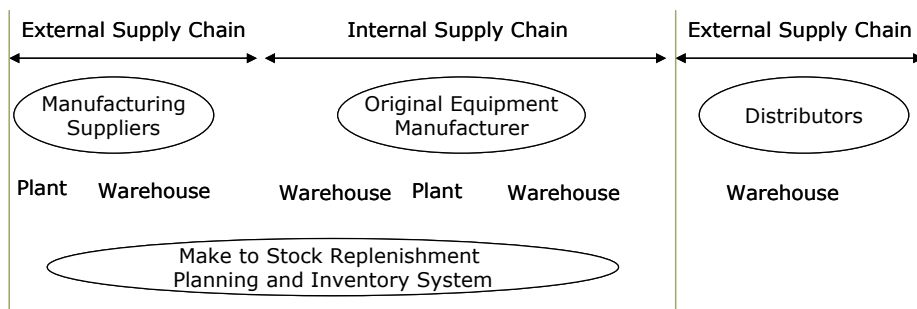 External Supply Chain
Internal Supply Chain
External Supply Chain
Manufacturing
Suppliers
Original Equipment
Manufacturer
Distributors
Plant
Warehouse
Warehouse
Plant
Warehouse
Warehouse
Make to Stock Replenishment
Planning and Inventory System